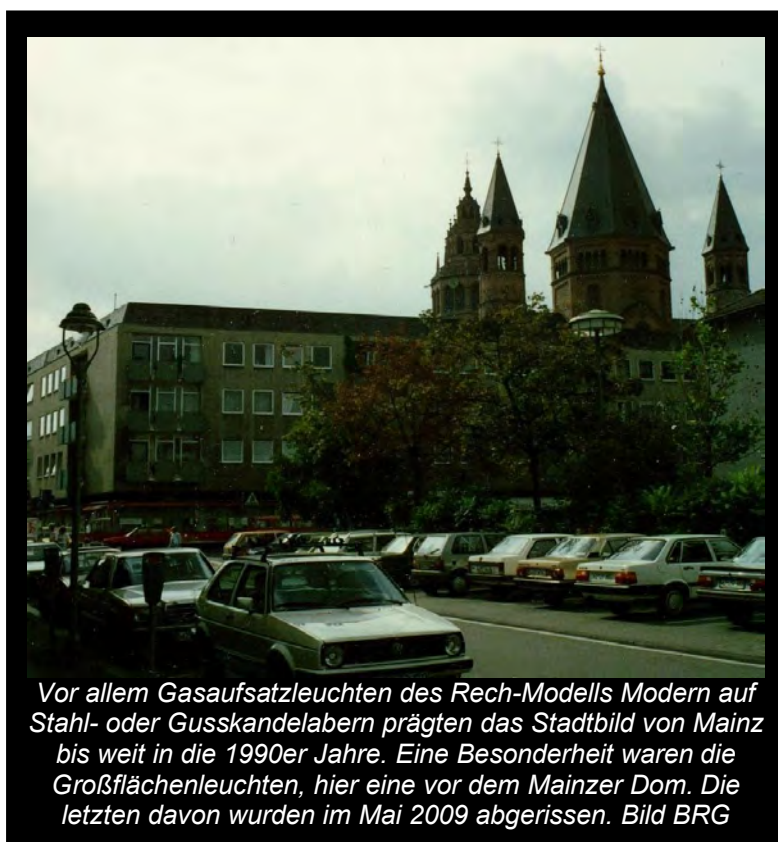 Vor allem Gasaufsatzleuchten des Rech-Modells Modern auf
Stahl- oder Gusskandelabern prägten das Stadtbild von Mainz
bis weit in die 1990er Jahre. Eine Besonderheit waren die
Großflächenleuchten, hier eine vor dem Mainzer Dom. Die
letzten davon wurden im Mai 2009 abgerissen. Bild BRG